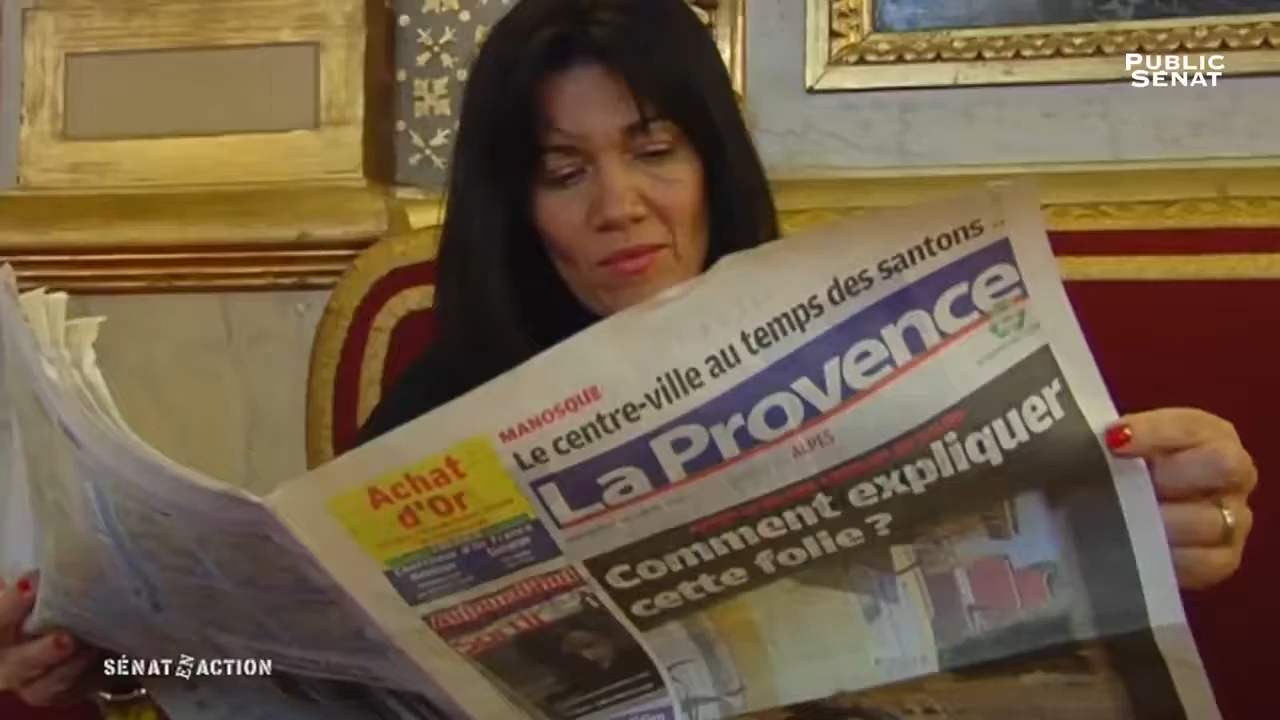 PUBLIC
SÉNAT
MANOSQUE
Le centre-ville au temps des santons ..
La Provence
ALPES
Achat
d'Or
Comment expliquer
cette folie ?
SÉNAT EN ACTION